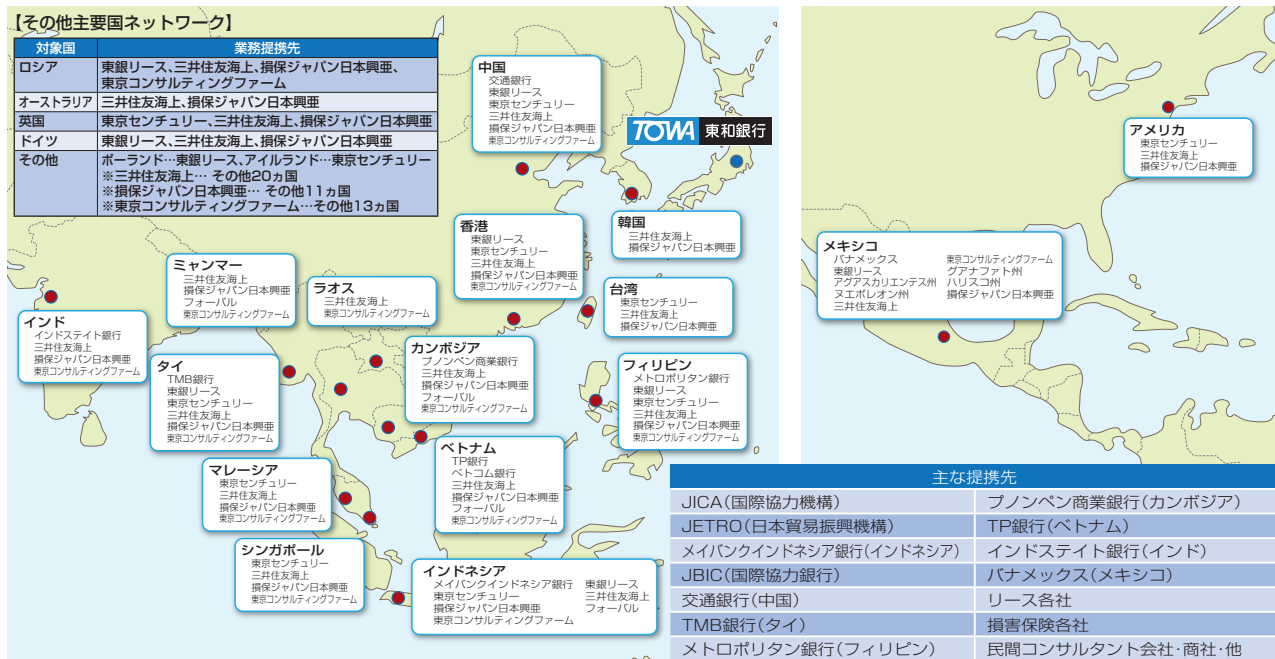 【その他主要国ネットワーク】
対象国 業務提携先
ロシア 東銀リース、三井住友海上、損保ジャパン日本興亜、
東京コンサルティングファーム
オーストラリア 三井住友海上、損保ジャパン日本興亜
英国 東京センチュリー、三井住友海上、損保ジャパン日本興亜
ドイツ 東銀リース、三井住友海上、損保ジャパン日本興亜
その他 ポーランド…東銀リース、アイルランド…東京センチュリー
※三井住友海上… その他20ヵ国
※損保ジャパン日本興亜… その他11ヵ国
※東京コンサルティングファーム…その他13ヵ国
中国
交通銀行
東銀リース
東京センチュリー
三井住友海上
損保ジャパン日本興亜
東京コンサルティングファーム
TOWA 東和銀行
韓国
三井住友海上
損保ジャパン日本興亜
香港
東銀リース
東京センチュリー
三井住友海上
損保ジャパン日本興亜
東京コンサルティングファーム
台湾
東京センチュリー
三井住友海上
損保ジャパン日本興亜
ミャンマー
三井住友海上
損保ジャパン日本興亜
フォーバル
東京コンサルティングファーム
ラオス
三井住友海上
東京コンサルティングファーム
インド
インドステイト銀行
三井住友海上
損保ジャパン日本興亜
東京コンサルティングファーム
タイ
TMB銀行
東銀リース
東京センチュリー
三井住友海上
損保ジャパン日本興亜
東京コンサルティングファーム
カンボジア
プノンペン商業銀行
三井住友海上
損保ジャパン日本興亜
フォーバル
東京コンサルティングファーム
フィリピン
メトロポリタン銀行
東銀リース
東京センチュリー
三井住友海上
損保ジャパン日本興亜
東京コンサルティングファーム
ベトナム
TP銀行
ベトコム銀行
三井住友海上
損保ジャパン日本興亜
フォーバル
東京コンサルティングファーム
マレーシア
東京センチュリー
三井住友海上
損保ジャパン日本興亜
東京コンサルティングファーム
シンガポール
東京センチュリー
三井住友海上
損保ジャパン日本興亜
東京コンサルティングファーム
インドネシア
メイバンクインドネシア銀行 東銀リース
東京センチュリー 三井住友海上
損保ジャパン日本興亜 フォーバル
東京コンサルティングファーム
アメリカ
東京センチュリー
三井住友海上
損保ジャパン日本興亜
メキシコ
バナメックス 東京コンサルティングファーム
東銀リース グアナファト州
アグアスカリエンテス州 ハリスコ州
ヌエボレオン州 損保ジャパン日本興亜
三井住友海上
主な提携先
JICA(国際協力機構) プノンペン商業銀行(カンボジア)
JETRO(日本貿易振興機構) TP銀行(ベトナム)
メイバンクインドネシア銀行(インドネシア) インドステイト銀行(インド)
JBIC(国際協力銀行) バナメックス(メキシコ)
交通銀行(中国) リース各社
TMB銀行(タイ) 損害保険各社
メトロポリタン銀行(フィリピン) 民間コンサルタント会社・商社・他